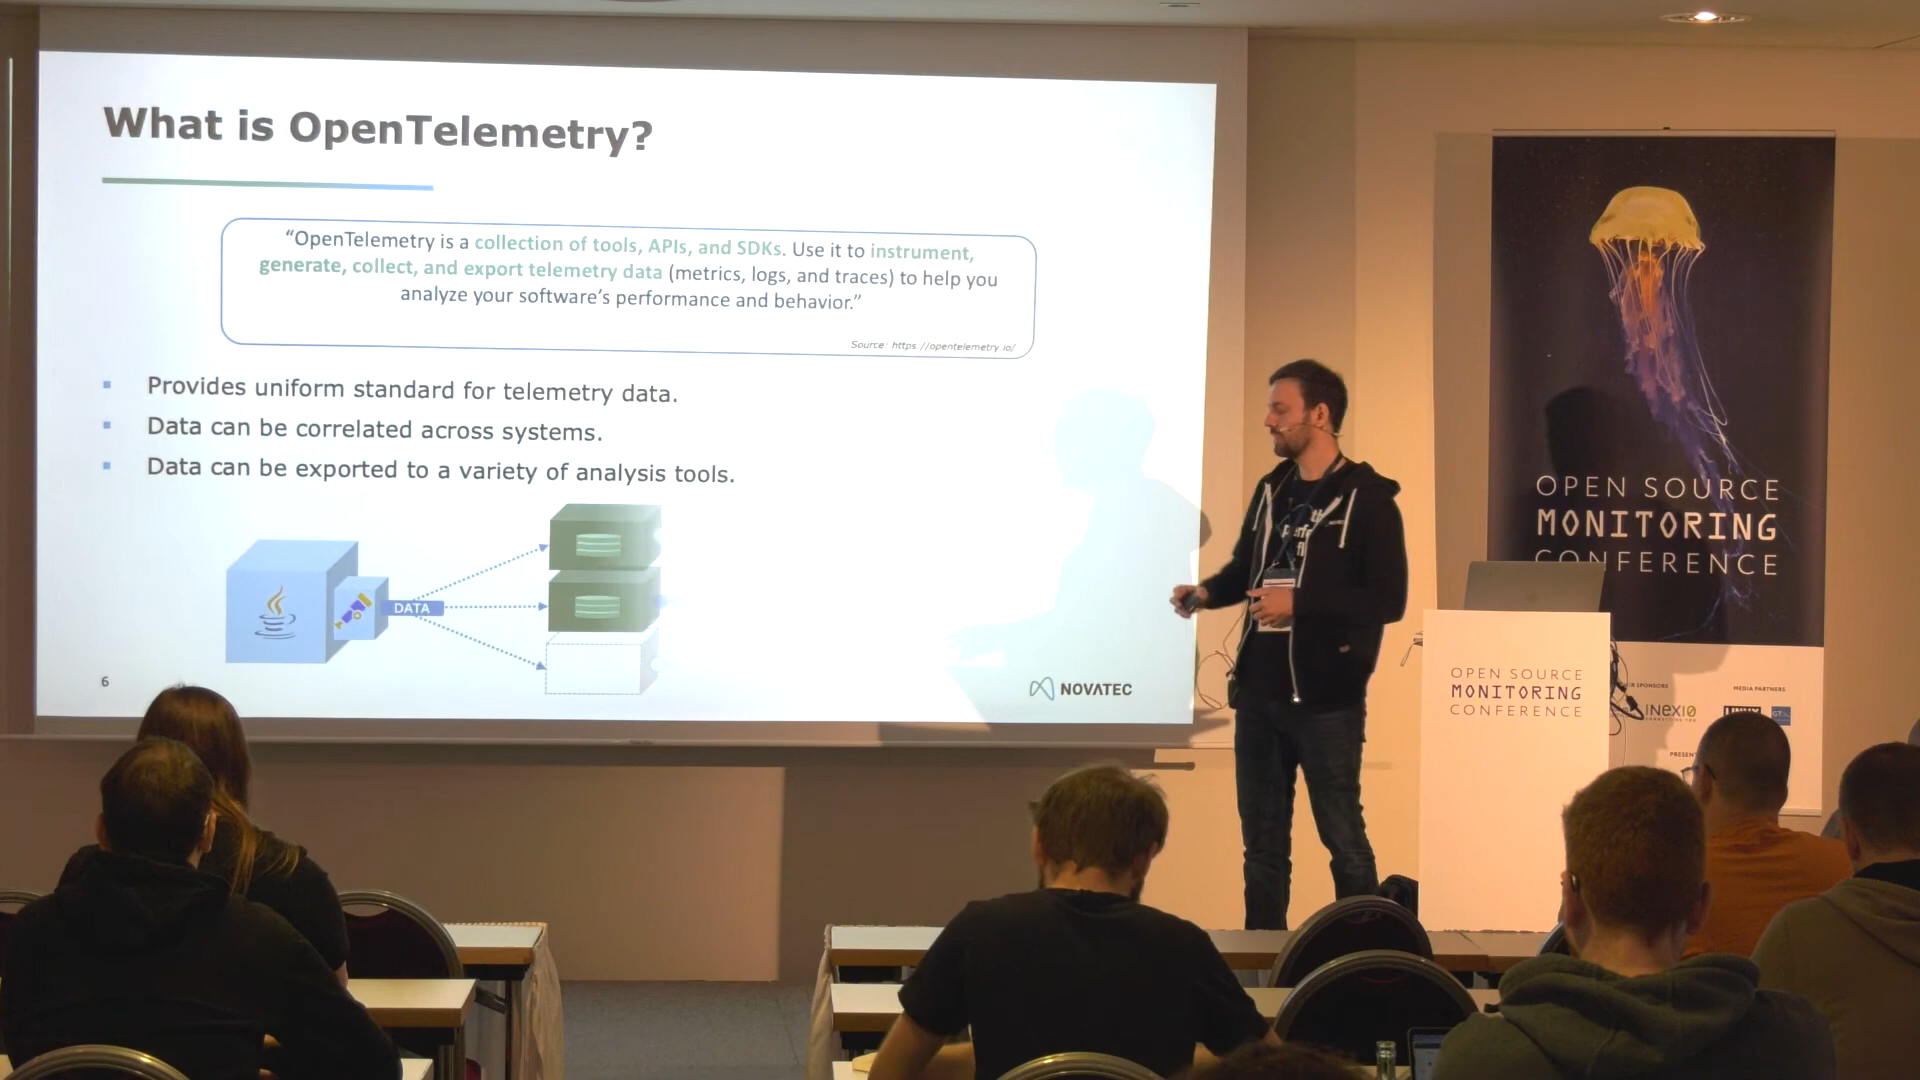 What is OpenTelemetry?
“OpenTelemetry is a collection of tools, APIs, and SDKs. Use it to instrument,
generate, collect, and export telemetry data (metrics, logs, and traces) to help you
analyze your software’s performance and behavior.”
Source: https://opentelemetry.io/
Provides uniform standard for telemetry data.
Data can be correlated across systems.
Data can be exported to a variety of analysis tools.
DATA
6
NOVATEC
OPEN SOURCE
MONITORING
CONFERENCE
OPEN SOURCE
MONITORING
CONFERENCE
SPONSORS
MEDIA PARTNERS
inexio